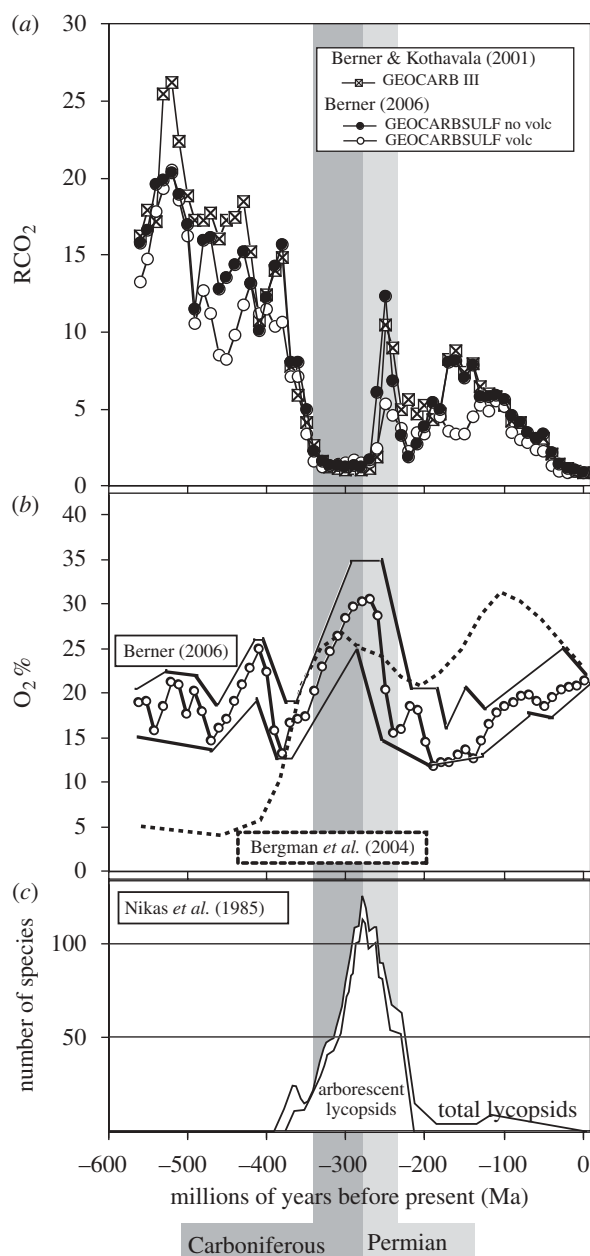 (a)
30
25
20
15
10
5
0
RCO2
Berner & Kothavala (2001)
GEOCARB III
Berner (2006)
GEOCARBSULF no volc
GEOCARBSULF volc
(b)
40
35
30
25
20
15
10
5
0
O2 %
Berner (2006)
Bergman et al. (2004)
(c)
Nikas et al. (1985)
100
50
number of species
arborescent
lycopsids
total lycopsids
–600 –500 –400 –300 –200 –100 0
millions of years before present (Ma)
Carboniferous Permian